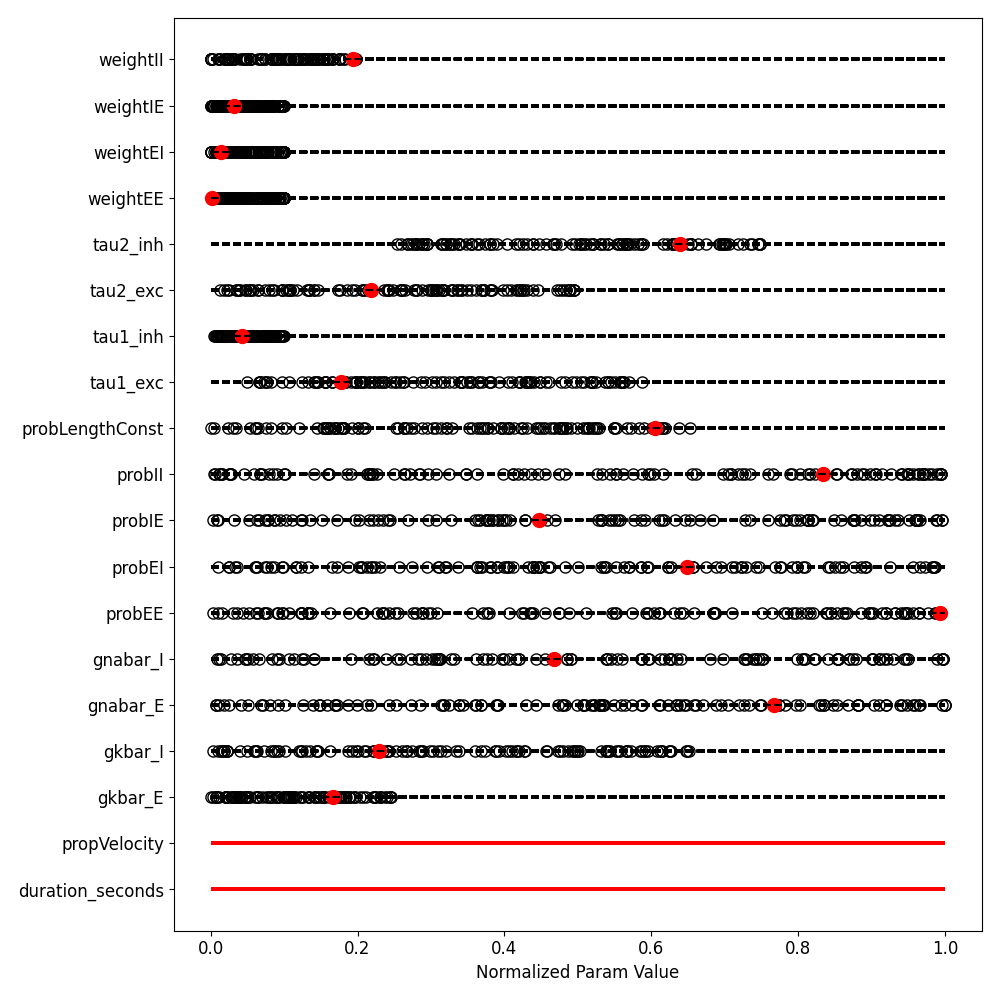 weightII
weightIE
weightEI
weightEE
tau2_inh
tau2_exc
tau1_inh
tau1_exc
probLengthConst
probII
probIE
probEI
probEE
gnabar_I
gnabar_E
gkbar_I
gkbar_E
propVelocity
duration_seconds
0.0 0.2 0.4 0.6 0.8 1.0
Normalized Param Value